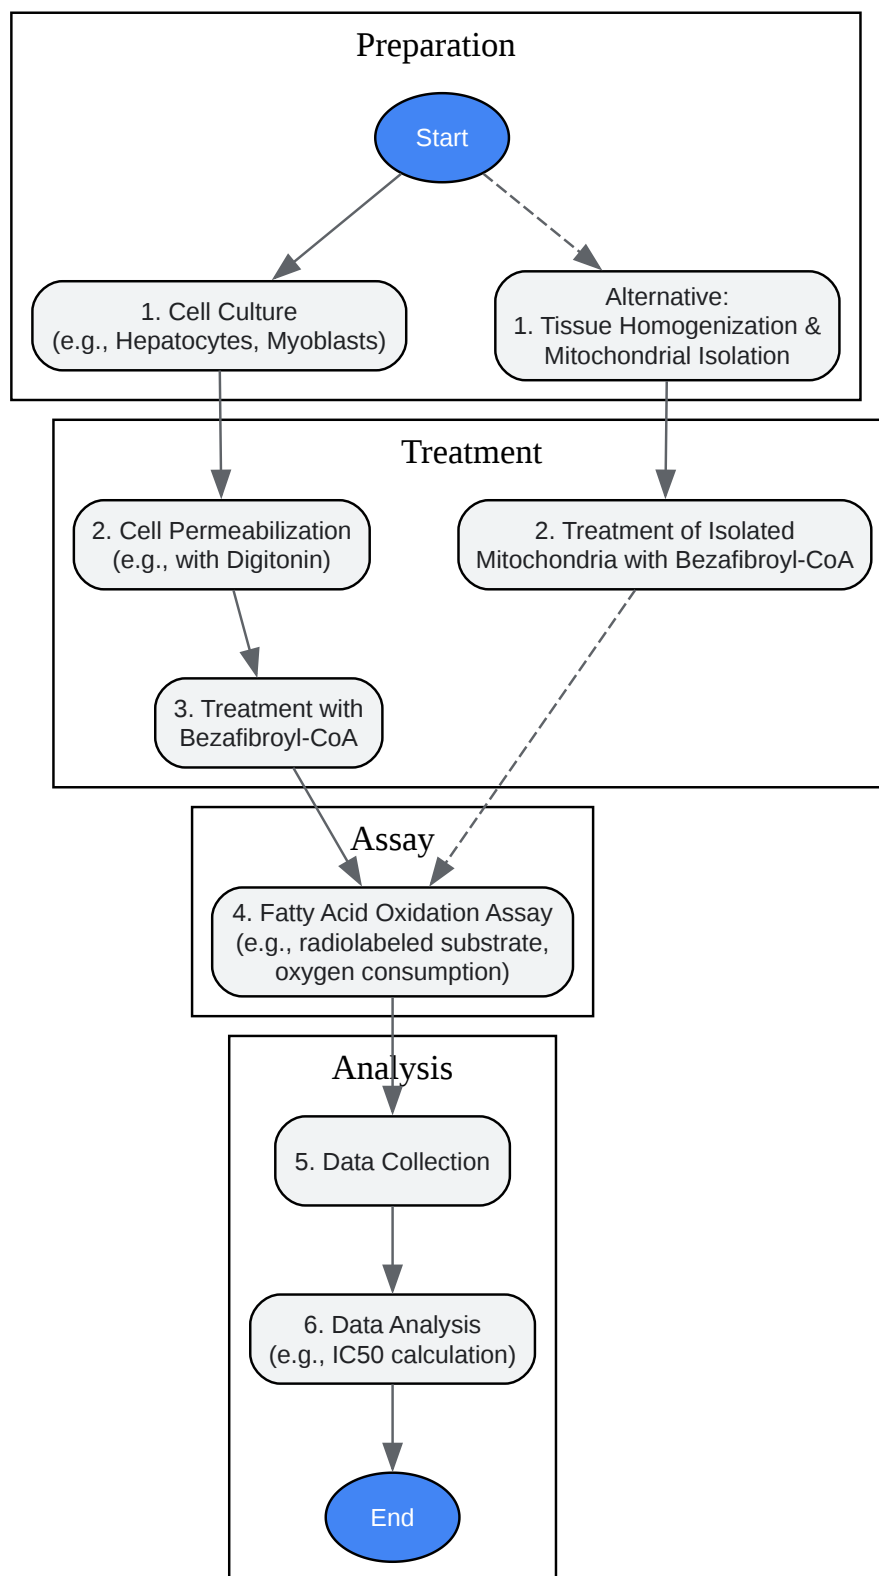 Preparation
Start
1. Cell Culture
(e.g., Hepatocytes, Myoblasts)
Alternative:
1. Tissue Homogenization &
Mitochondrial Isolation
Treatment
2. Cell Permeabilization
(e.g., with Digitonin)
2. Treatment of Isolated
Mitochondria with Bezafibroyl-CoA
3. Treatment with
Bezafibroyl-CoA
Assay
4. Fatty Acid Oxidation Assay
(e.g., radiolabeled substrate,
oxygen consumption)
Analysis
5. Data Collection
6. Data Analysis
(e.g., IC50 calculation)
End